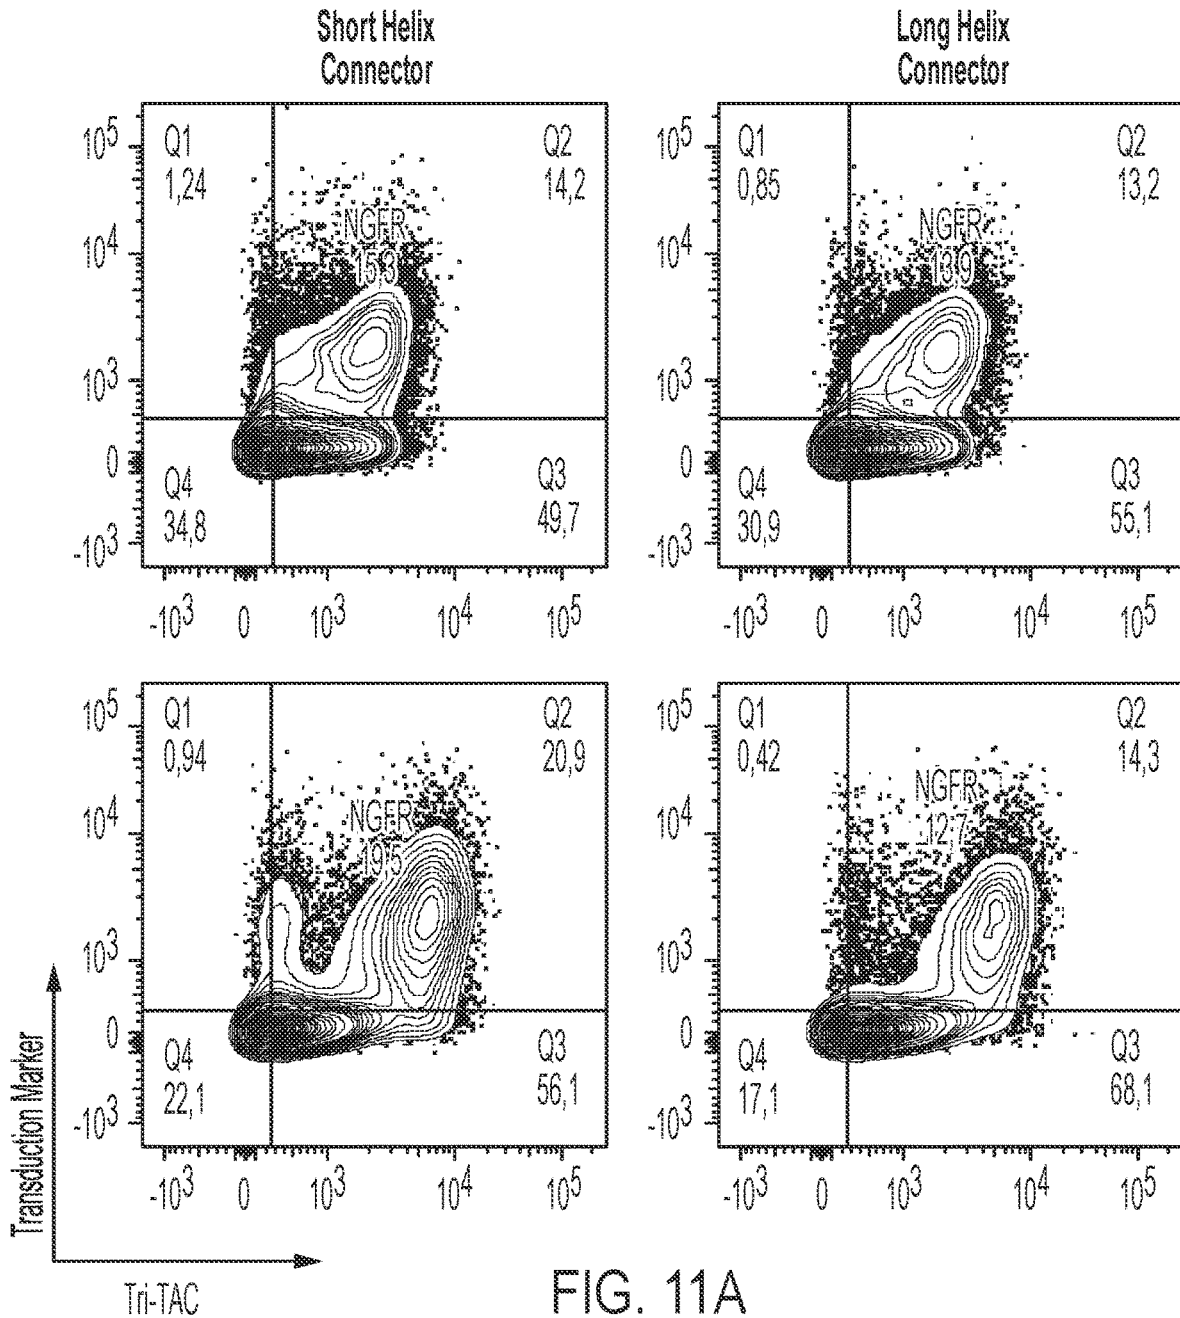 Short Helix
Connector
Long Helix
Connector
10^5
10^4
10^3
0
-10^3
Q1
1,24
Q2
14,2
NGFR
15,3
Q4
34,8
Q3
49,7
-10^3 0 10^3 10^4 10^5
10^5
10^4
10^3
0
-10^3
Q1
0,85
Q2
13,2
NGFR
13,9
Q4
30,9
Q3
55,1
-10^3 0 10^3 10^4 10^5
10^5
10^4
10^3
0
-10^3
Q1
0,94
Q2
20,9
NGFR
19,5
Q4
22,1
Q3
56,1
-10^3 0 10^3 10^4 10^5
10^5
10^4
10^3
0
-10^3
Q1
0,42
Q2
14,3
NGFR
12,7
Q4
17,1
Q3
68,1
-10^3 0 10^3 10^4 10^5
Transduction Marker
Tri-TAC
FIG. 11A